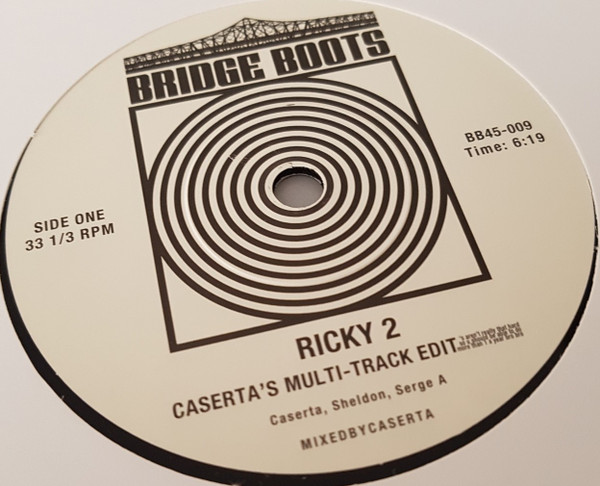 BRIDGE BOOTS
BB45-009
Time: 6:19
SIDE ONE
33 1/3 RPM
RICKY 2
CASERTA'S MULTI-TRACK EDIT
Caserta, Sheldon, Serge A
MIXEDBYCASERTA